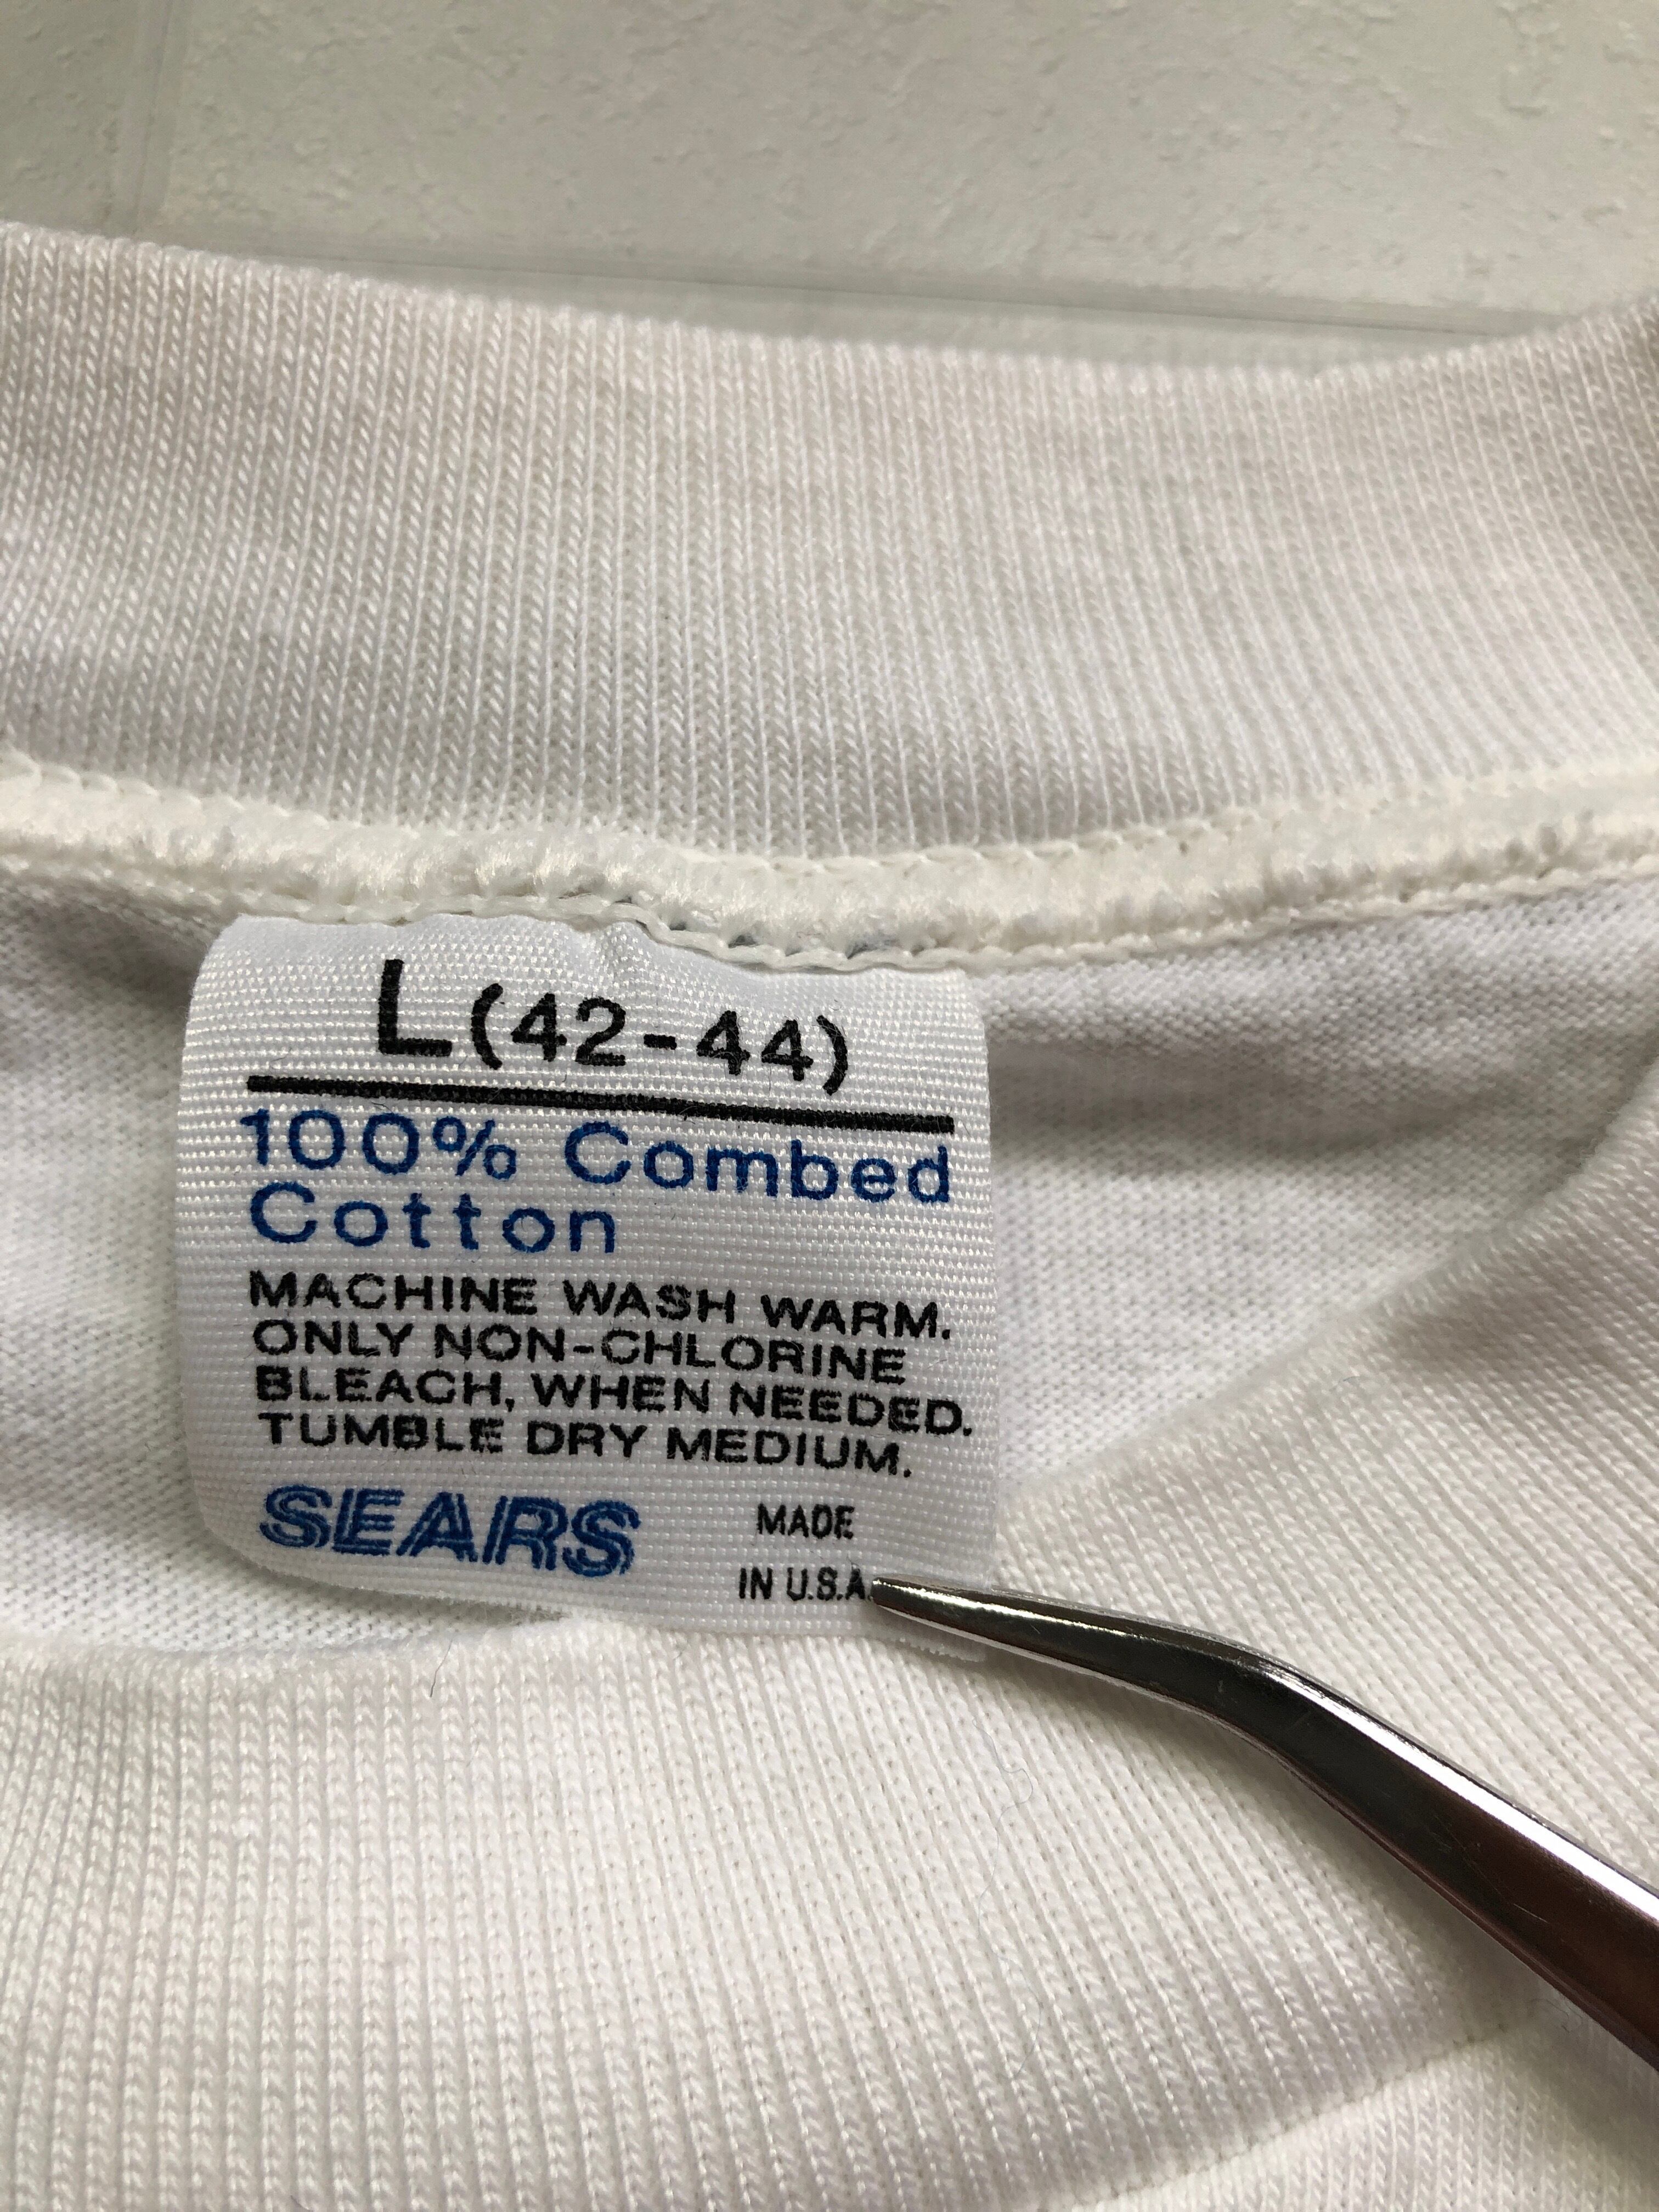 L (42-44)
100% Combed
Cotton
MACHINE WASH WARM.
ONLY NON-CHLORINE
BLEACH, WHEN NEEDED.
TUMBLE DRY MEDIUM.
SEARS MADE
IN U.S.A.